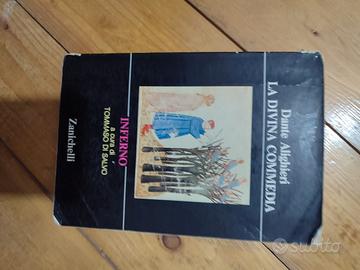 Dante Alighieri
LA DIVINA COMMEDIA
INFERNO
a cura di
TOMMASO DI SALVO
Zanichelli
subito